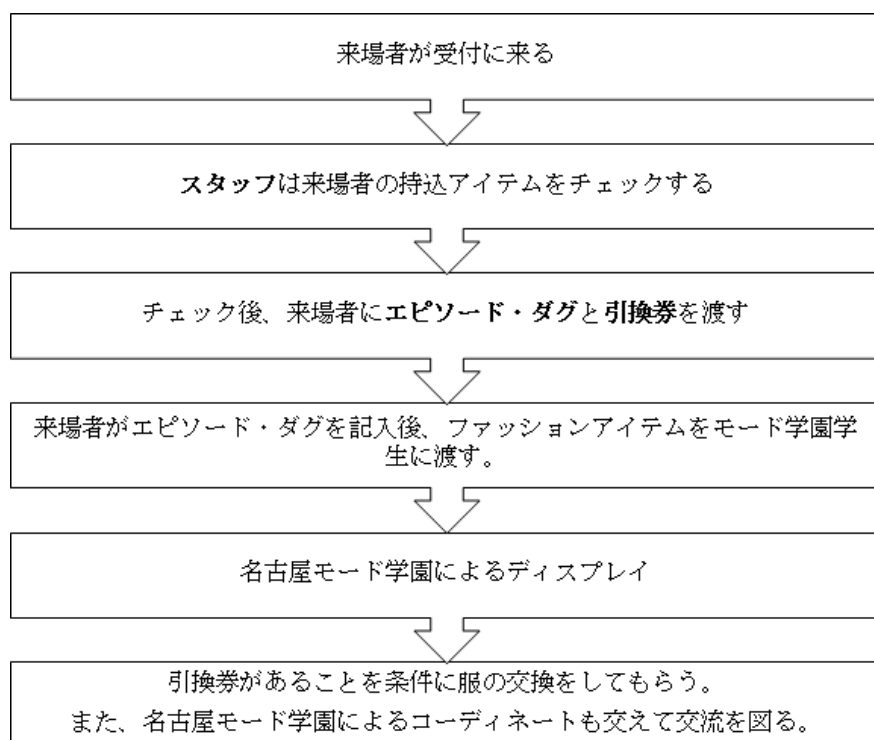 来場者が受付に来る
スタッフは来場者の持込アイテムをチェックする
チェック後、来場者にエピソード・ダグと引換券を渡す
来場者がエピソード・ダグを記入後、ファッションアイテムをモード学園学
生に渡す。
名古屋モード学園によるディスプレイ
引換券があることを条件に服の交換をしてもらう。
また、名古屋モード学園によるコーディネートも交えて交流を図る。